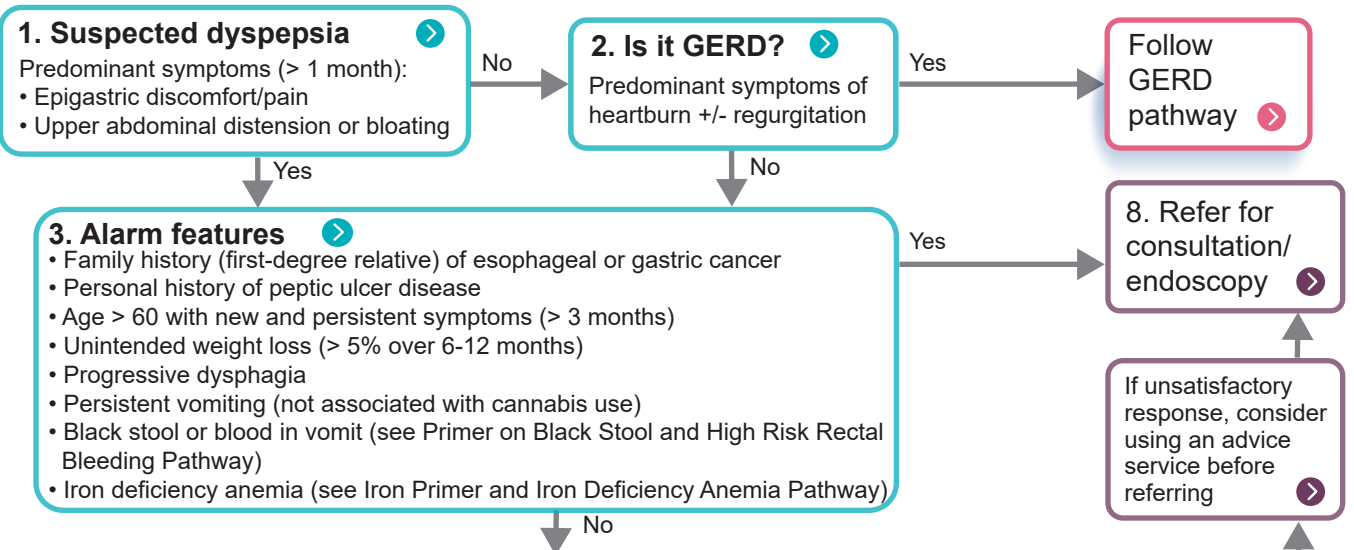 1. Suspected dyspepsia
Predominant symptoms (> 1 month):
• Epigastric discomfort/pain
• Upper abdominal distension or bloating
No
2. Is it GERD?
Predominant symptoms of
heartburn +/- regurgitation
Yes
Follow
GERD
pathway
Yes
No
3. Alarm features
• Family history (first-degree relative) of esophageal or gastric cancer
• Personal history of peptic ulcer disease
• Age > 60 with new and persistent symptoms (> 3 months)
• Unintended weight loss (> 5% over 6-12 months)
• Progressive dysphagia
• Persistent vomiting (not associated with cannabis use)
• Black stool or blood in vomit (see Primer on Black Stool and High Risk Rectal
Bleeding Pathway)
• Iron deficiency anemia (see Iron Primer and Iron Deficiency Anemia Pathway)
Yes
8. Refer for
consultation/
endoscopy
If unsatisfactory
response, consider
using an advice
service before
referring
No